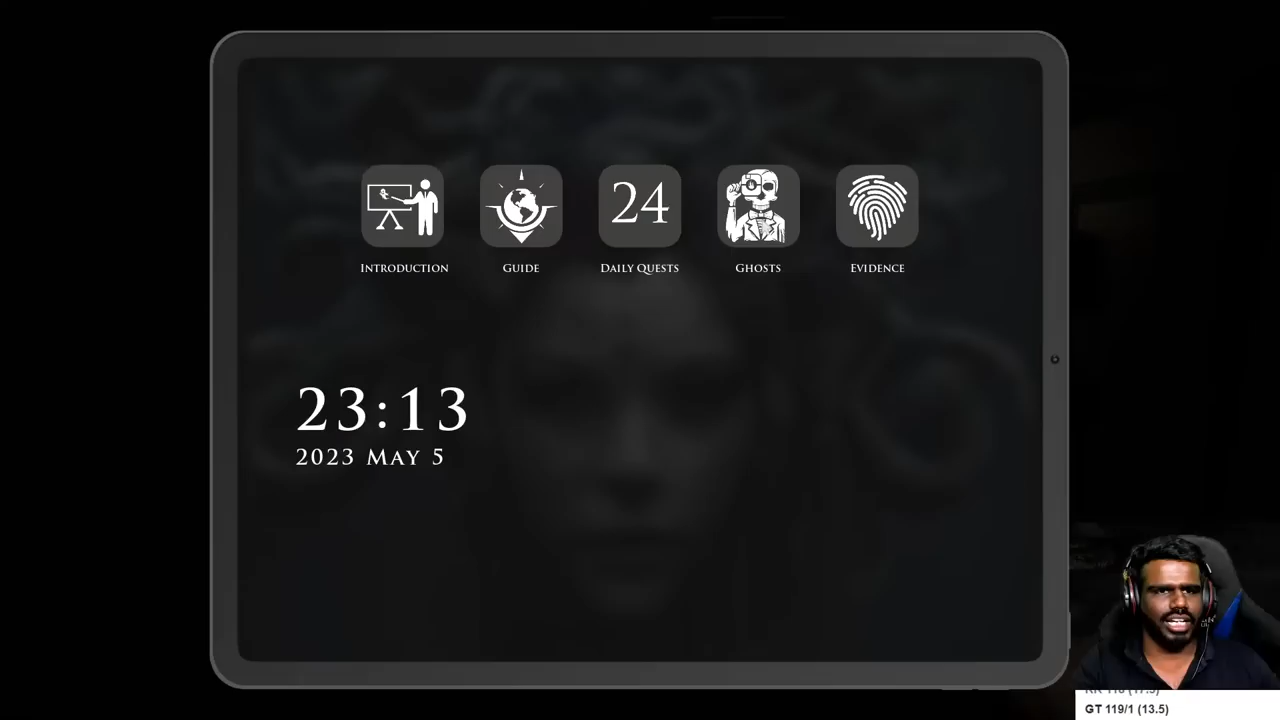 24
INTRODUCTION
GUIDE
DAILY QUESTS
GHOSTS
EVIDENCE
23:13
2023 MAY 5
GT 119/1 (13.5)